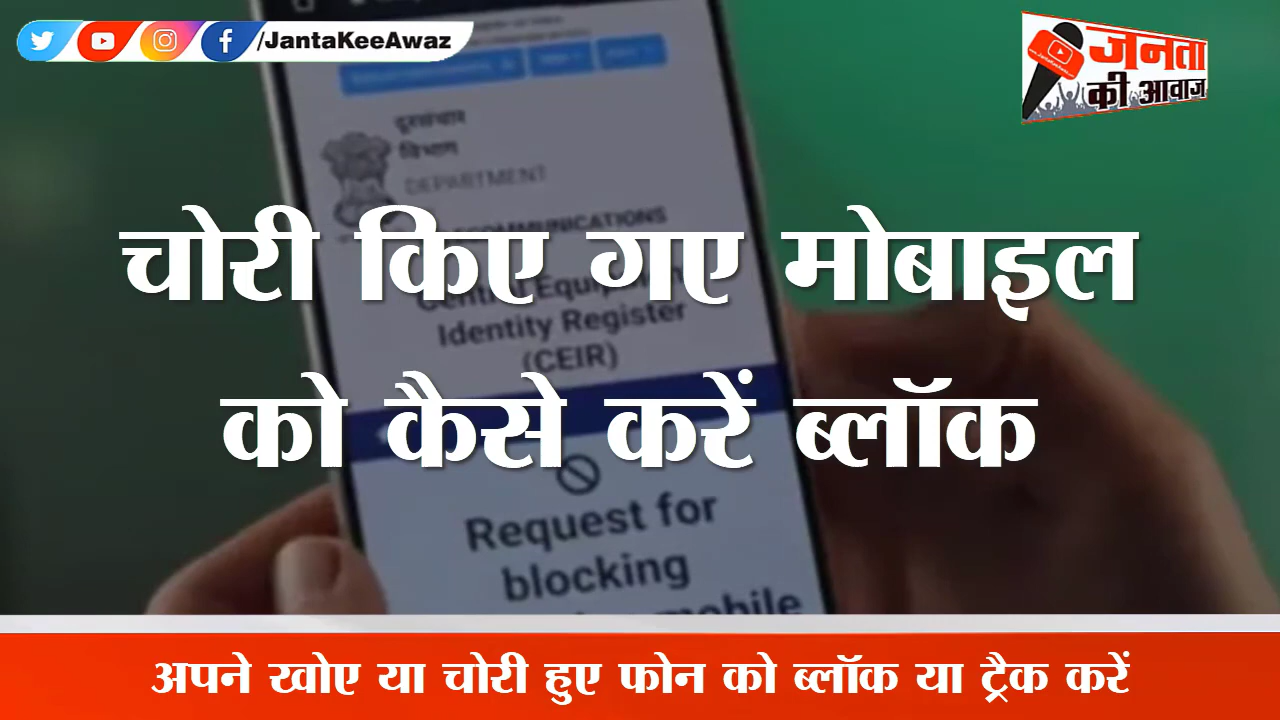 /JantaKeeAwaz
जनता
की आवाज
दूरसंचार
विभाग
DEPARTMENT
चोरी किए गए मोबाइल
Identity Register
(CEIR)
को कैसे करें ब्लॉक
Request for
blocking
अपने खोए या चोरी हुए फोन को ब्लॉक या ट्रैक करें